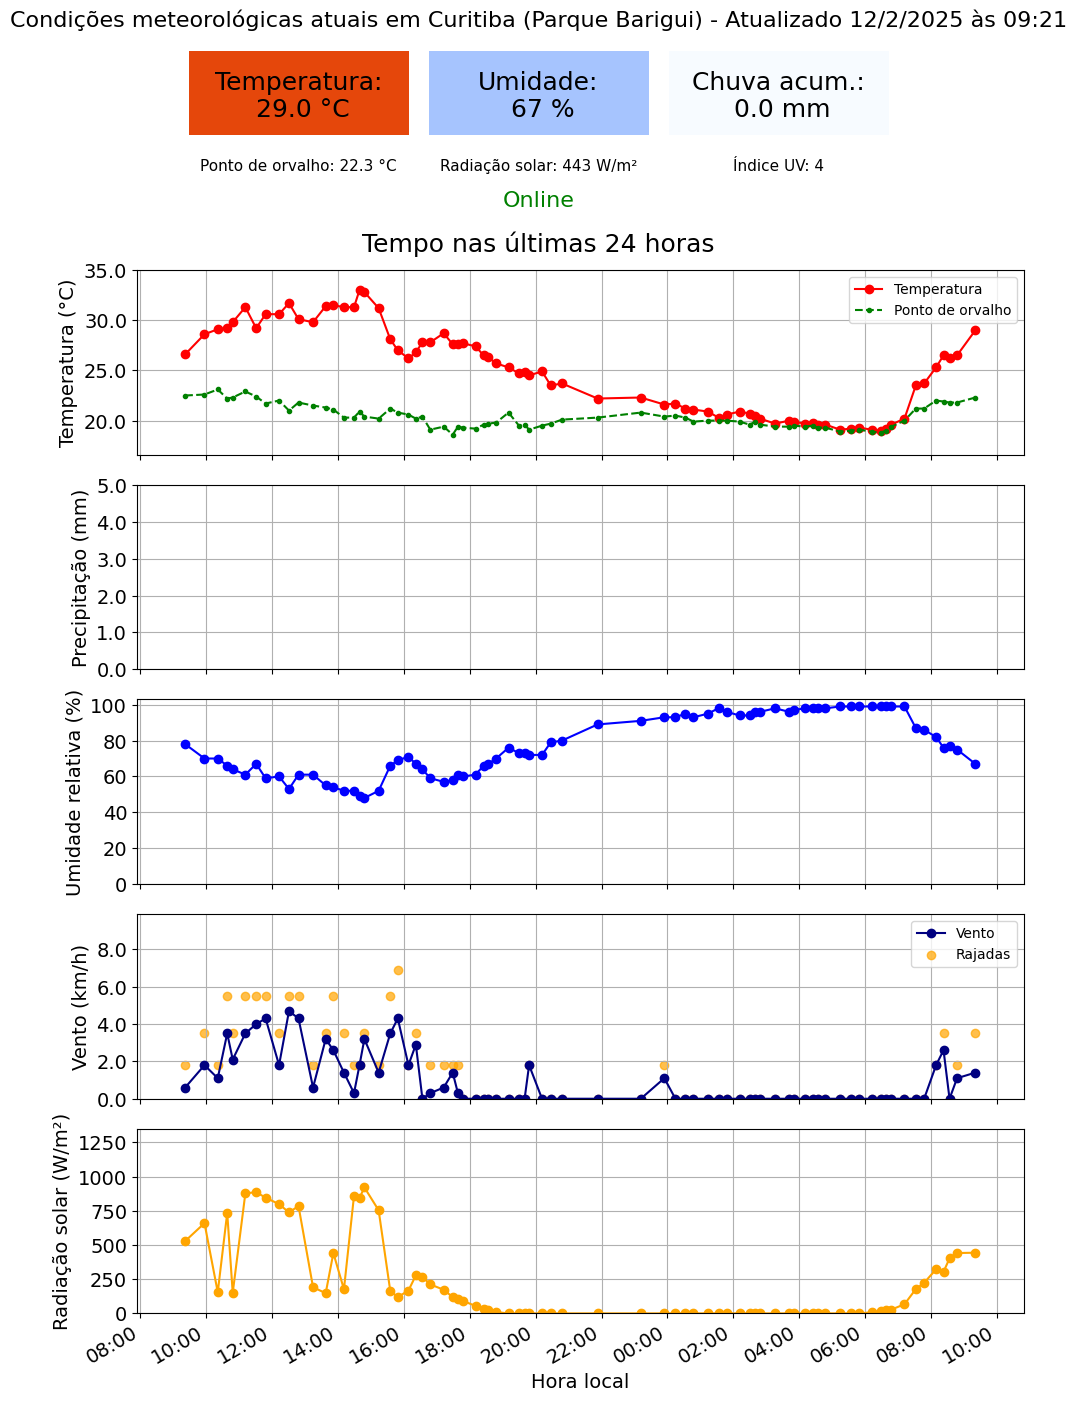 Condições meteorológicas atuais em Curitiba (Parque Barigui) - Atualizado 12/2/2025 às 09:21
Temperatura:
29.0 °C
Umidade:
67 %
Chuva acum.:
0.0 mm
Ponto de orvalho: 22.3 °C
Radiação solar: 443 W/m²
Índice UV: 4
Online
Tempo nas últimas 24 horas
Temperatura (°C)
35.0
30.0
25.0
20.0
Temperatura
Ponto de orvalho
Precipitação (mm)
5.0
4.0
3.0
2.0
1.0
0.0
Umidade relativa (%)
100
80
60
40
20
0
Vento (km/h)
8.0
6.0
4.0
2.0
0.0
Vento
Rajadas
Radiação solar (W/m²)
1250
1000
750
500
250
0
08:00
10:00
12:00
14:00
16:00
18:00
20:00
22:00
00:00
02:00
04:00
06:00
08:00
10:00
Hora local